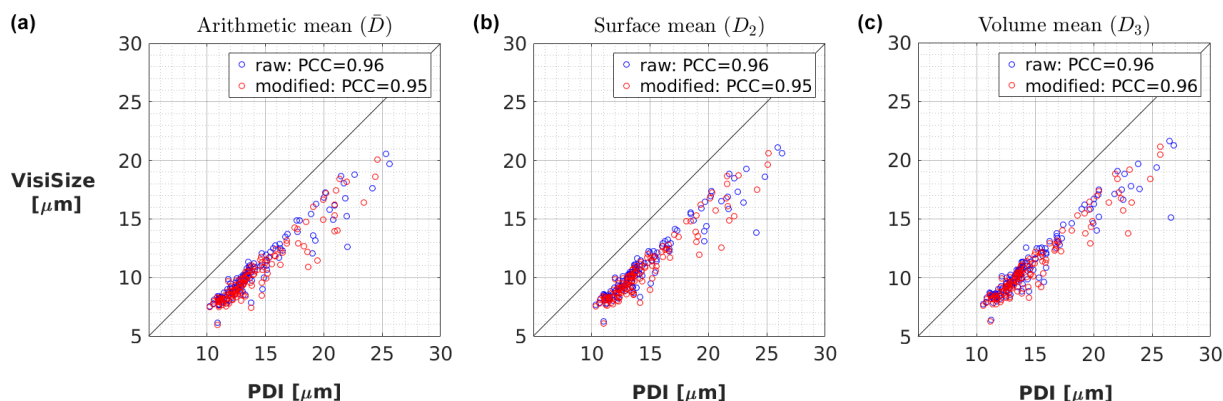 (a) Arithmetic mean (D̄)
30
25
20
15
10
5
raw: PCC=0.96
modified: PCC=0.95
VisiSize
[μm]
10 15 20 25 30
PDI [μm]
(b) Surface mean (D₂)
30
25
20
15
10
5
raw: PCC=0.96
modified: PCC=0.95
10 15 20 25 30
PDI [μm]
(c) Volume mean (D₃)
30
25
20
15
10
5
raw: PCC=0.96
modified: PCC=0.96
10 15 20 25 30
PDI [μm]